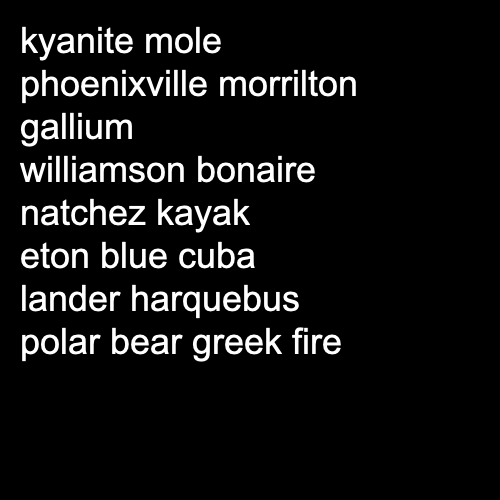 kyanite mole
phoenixville morrilton
gallium
williamson bonaire
natchez kayak
eton blue cuba
lander harquebus
polar bear greek fire